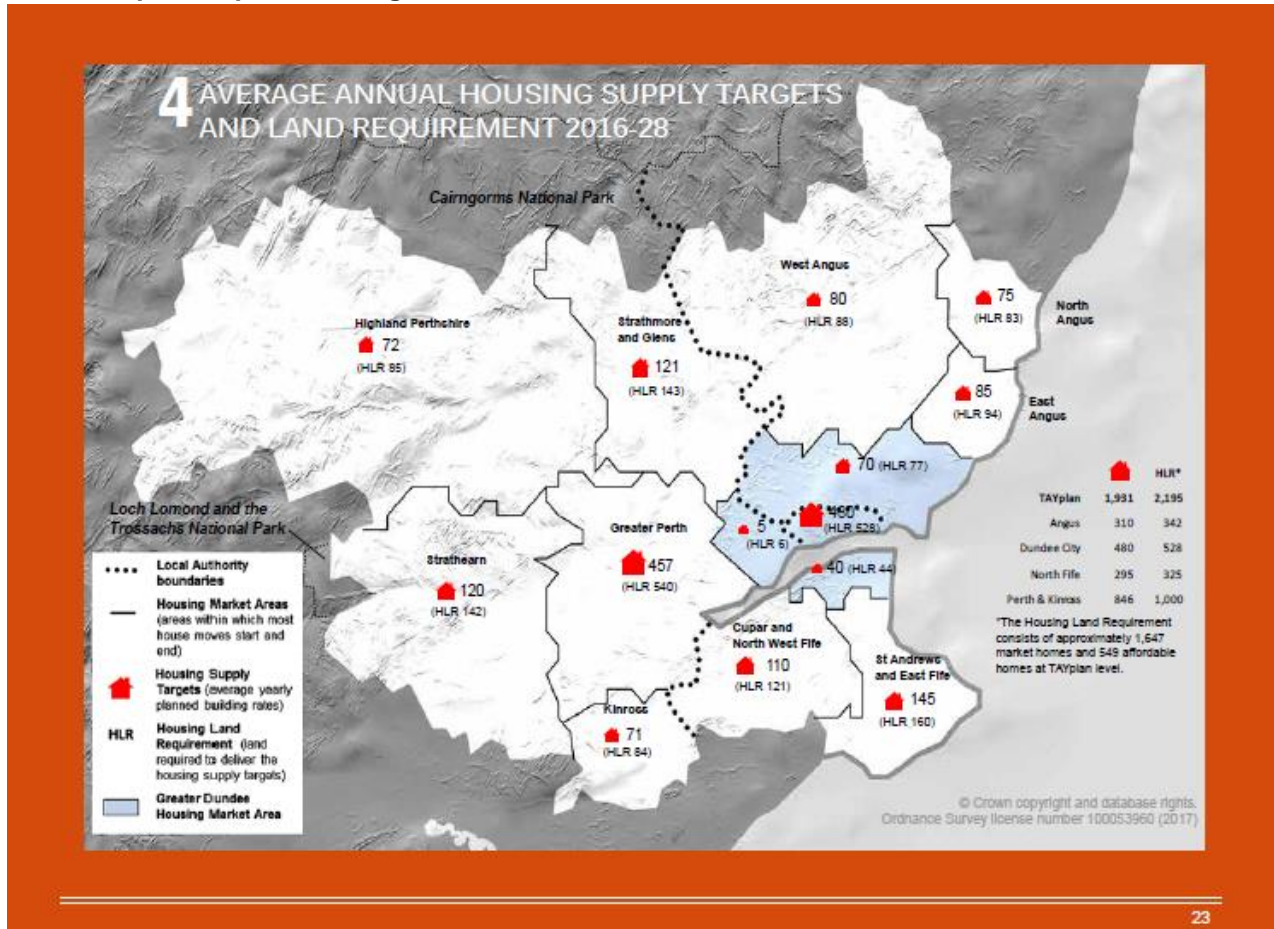 4 AVERAGE ANNUAL HOUSING SUPPLY TARGETS
AND LAND REQUIREMENT 2016-28
Cairngorms National Park
West Angus
80
(HLR 88)
75
(HLR 83)
North
Angus
Highland Perthshire
72
(HLR 85)
Strathmore
and Glens
121
(HLR 143)
85
(HLR 94)
East
Angus
70 (HLR 77)
480
(HLR 528)
5
(HLR 6)
40 (HLR 44)
Loch Lomond and the
Trossachs National Park
Greater Perth
457
(HLR 540)
Strathearn
120
(HLR 142)
Cupar and
North West Fife
110
(HLR 121)
St Andrews
and East Fife
145
(HLR 160)
Kinross
71
(HLR 84)
HLR*
TAYplan 1,931 2,195
Angus 310 342
Dundee City 480 528
North Fife 295 325
Perth & Kinross 846 1,000
*The Housing Land Requirement
consists of approximately 1,647
market homes and 549 affordable
homes at TAYplan level.
Local Authority
boundaries
Housing Market Areas
(areas within which most
house moves start and
end)
Housing Supply
Targets (average yearly
planned building rates)
HLR Housing Land
Requirement (land
required to deliver the
housing supply targets)
Greater Dundee
Housing Market Area
© Crown copyright and database rights.
Ordnance Survey license number 100053960 (2017)
23